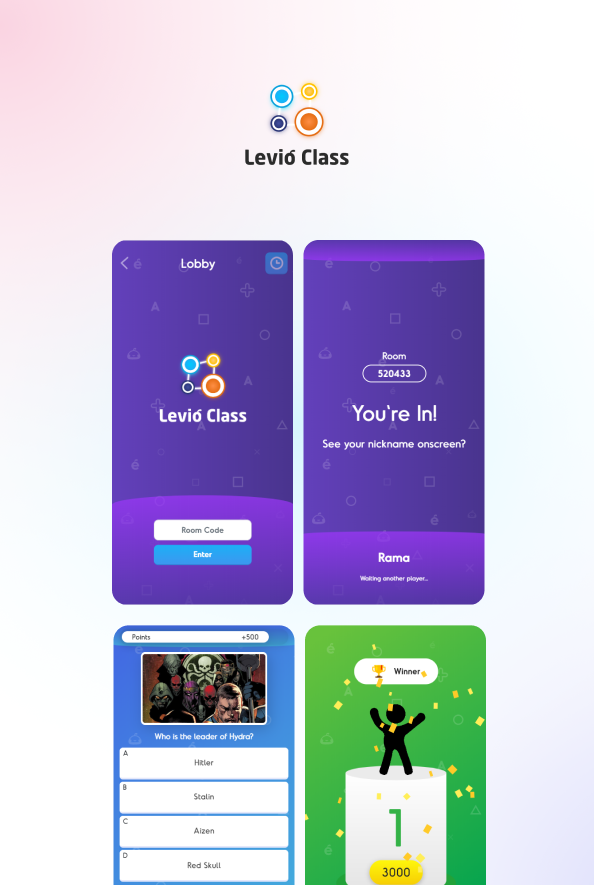 Levió Class
Lobby
Levió Class
Room Code
Enter
Room
520433
You're In!
See your nickname onscreen?
Rama
Waiting another player...
Points +500
Who is the leader of Hydra?
A
Hitler
B
Stalin
C
Aizen
D
Red Skull
Winner
1
3000